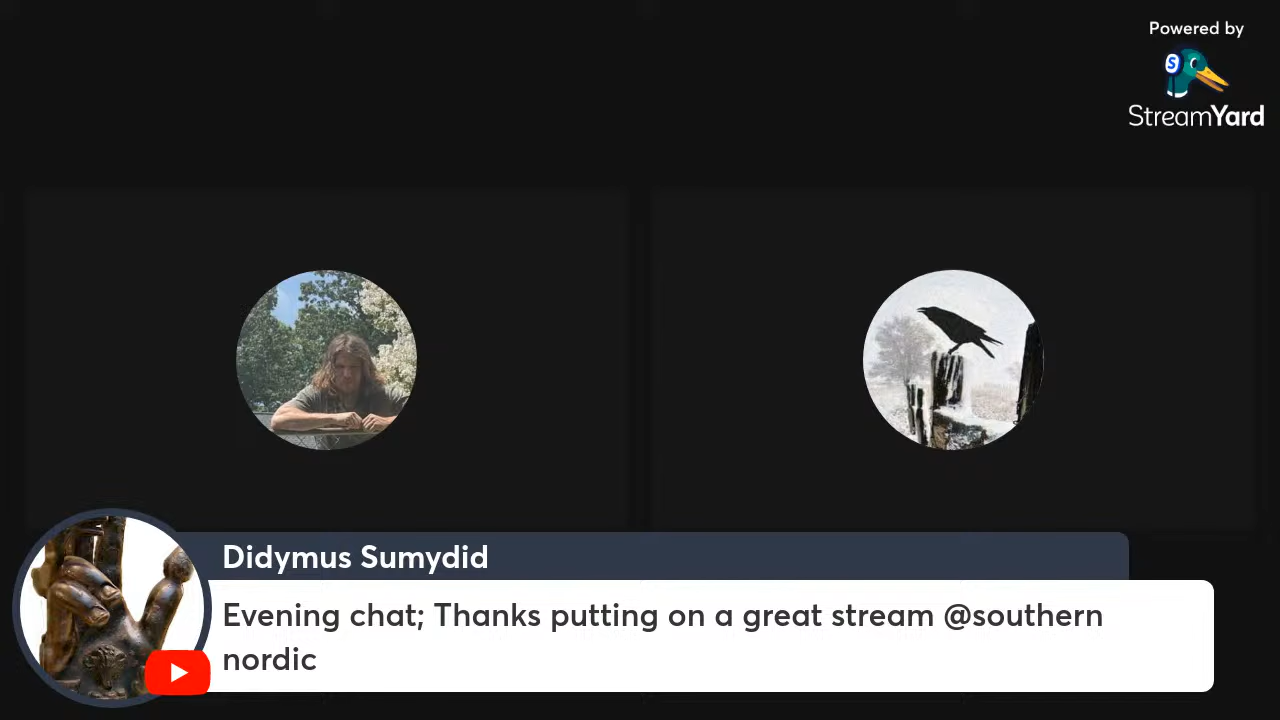 Powered by
S
StreamYard
Didymus Sumydid
Evening chat; Thanks putting on a great stream @southern
nordic